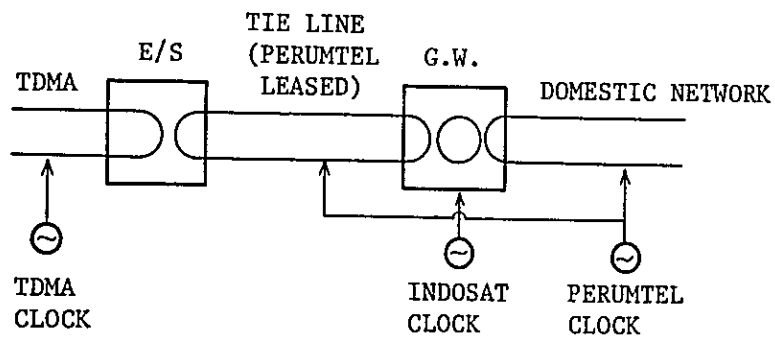 TIE LINE
(PERUMTEL
LEASED)
E/S
G.W.
TDMA
DOMESTIC NETWORK
~
~
~
TDMA
CLOCK
INDOSAT
CLOCK
PERUMTEL
CLOCK